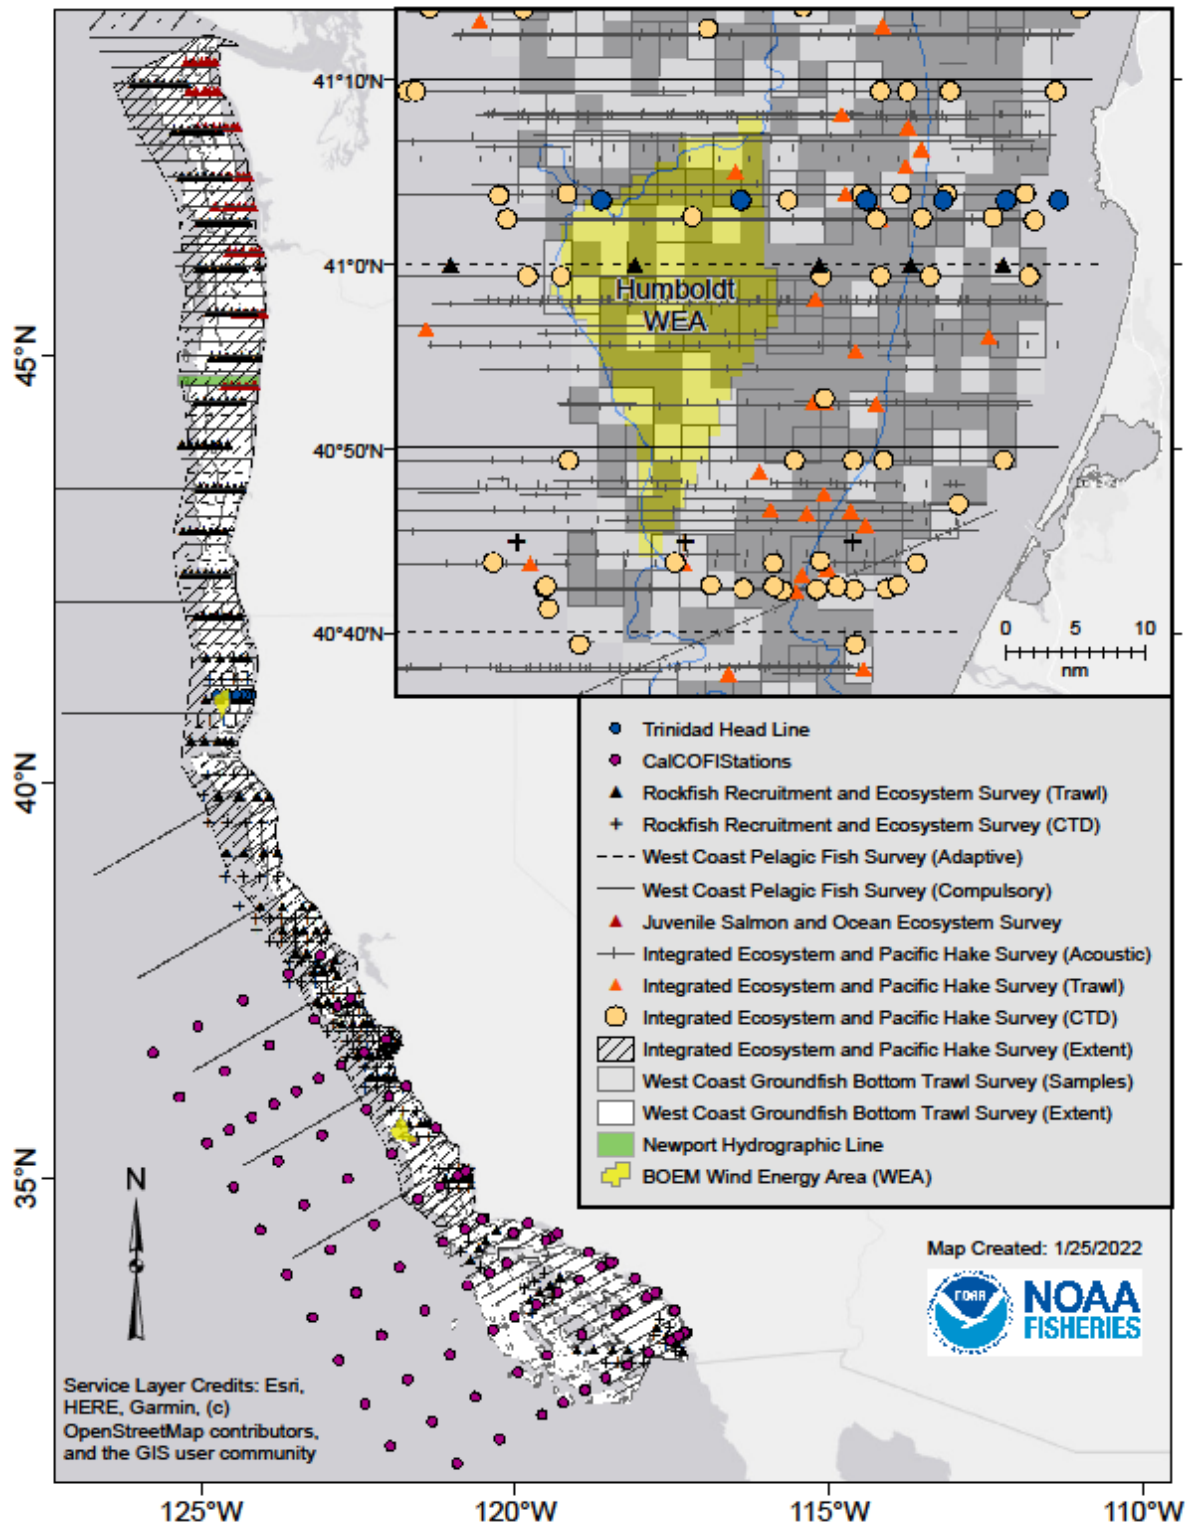 41°10'N
41°0'N
Humboldt
WEA
40°50'N
40°40'N
0 5 10
nm
45°N
40°N
35°N
Trinidad Head Line
CalCOFIStations
Rockfish Recruitment and Ecosystem Survey (Trawl)
Rockfish Recruitment and Ecosystem Survey (CTD)
West Coast Pelagic Fish Survey (Adaptive)
West Coast Pelagic Fish Survey (Compulsory)
Juvenile Salmon and Ocean Ecosystem Survey
Integrated Ecosystem and Pacific Hake Survey (Acoustic)
Integrated Ecosystem and Pacific Hake Survey (Trawl)
Integrated Ecosystem and Pacific Hake Survey (CTD)
Integrated Ecosystem and Pacific Hake Survey (Extent)
West Coast Groundfish Bottom Trawl Survey (Samples)
West Coast Groundfish Bottom Trawl Survey (Extent)
Newport Hydrographic Line
BOEM Wind Energy Area (WEA)
N
Map Created: 1/25/2022
NOAA
NOAA
FISHERIES
Service Layer Credits: Esri,
HERE, Garmin, (c)
OpenStreetMap contributors,
and the GIS user community
125°W 120°W 115°W 110°W